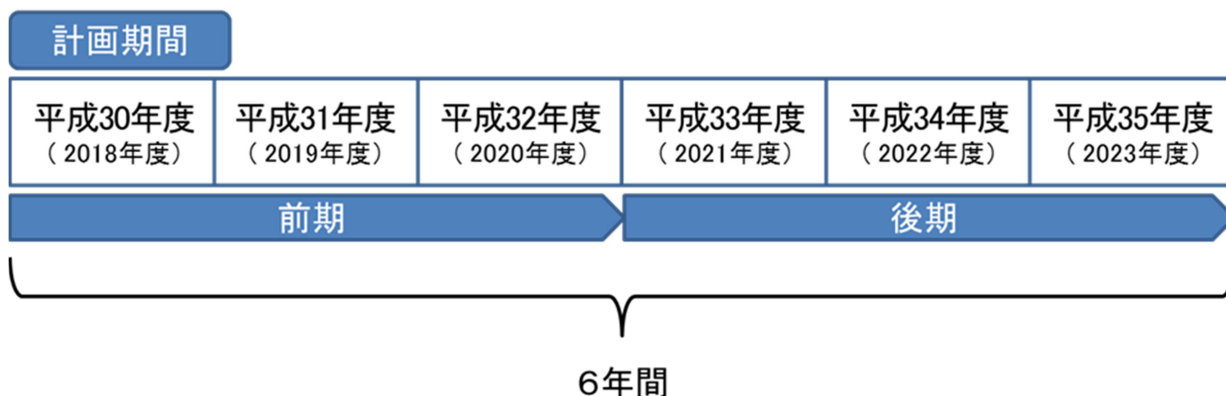 計画期間
平成30年度 平成31年度 平成32年度 平成33年度 平成34年度 平成35年度
（2018年度） （2019年度） （2020年度） （2021年度） （2022年度） （2023年度）
前期 後期
６年間